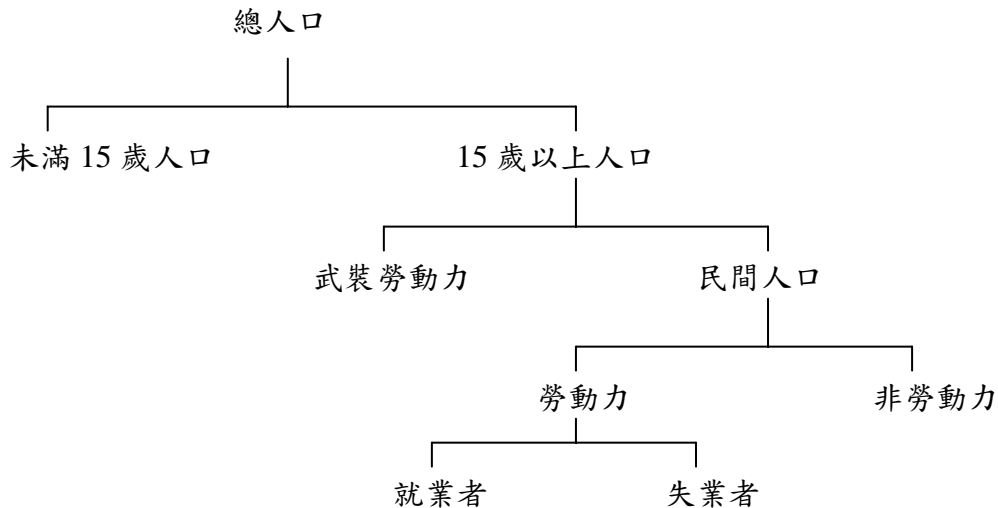 總人口
未滿 15 歲人口
15 歲以上人口
武裝勞動力
民間人口
勞動力
非勞動力
就業者
失業者